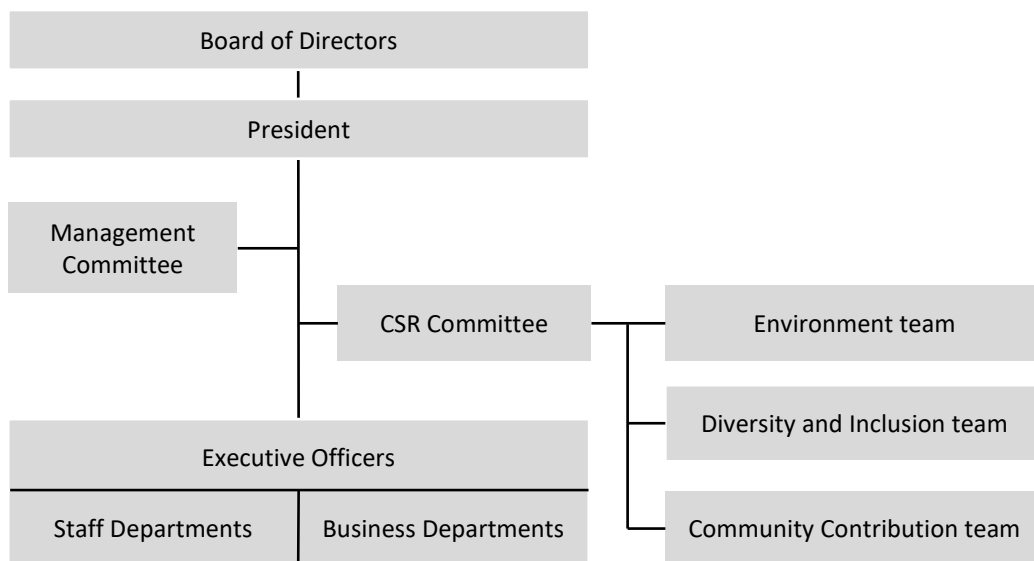 Board of Directors
President
Management
Committee
CSR Committee
Environment team
Diversity and Inclusion team
Executive Officers
Staff Departments
Business Departments
Community Contribution team